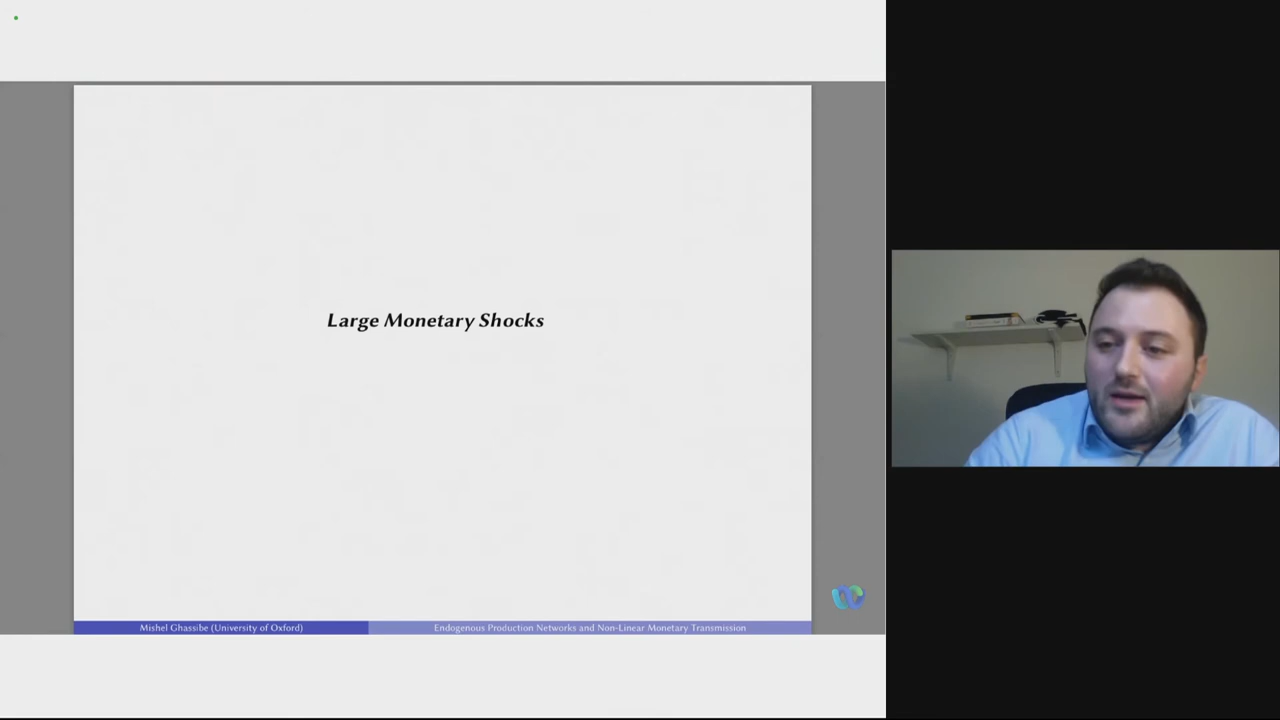 Large Monetary Shocks
Mishel Ghassibe (University of Oxford)
Endogenous Production Networks and Non-Linear Monetary Transmission